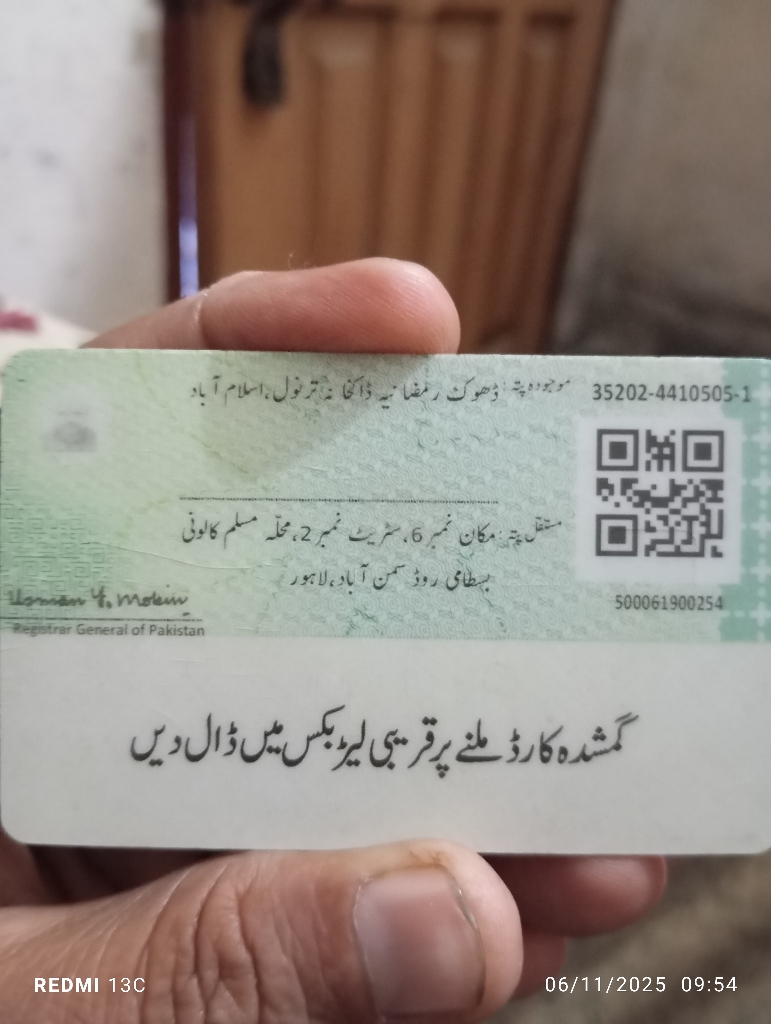 موجودہ پتہ: ڈھوک رمضانیہ ڈاکخانہ ترنول، اسلام آباد
35202-4410505-1
مستقل پتہ: مکان نمبر 6، سٹریٹ نمبر 2، محلّہ مسلم کالونی
بسطامی روڈ سمن آباد، لاہور
500061900254
Usman Y. Mobin
Registrar General of Pakistan
گمشدہ کارڈ ملنے پر قریبی لیٹر بکس میں ڈال دیں
REDMI 13C
06/11/2025 09:54